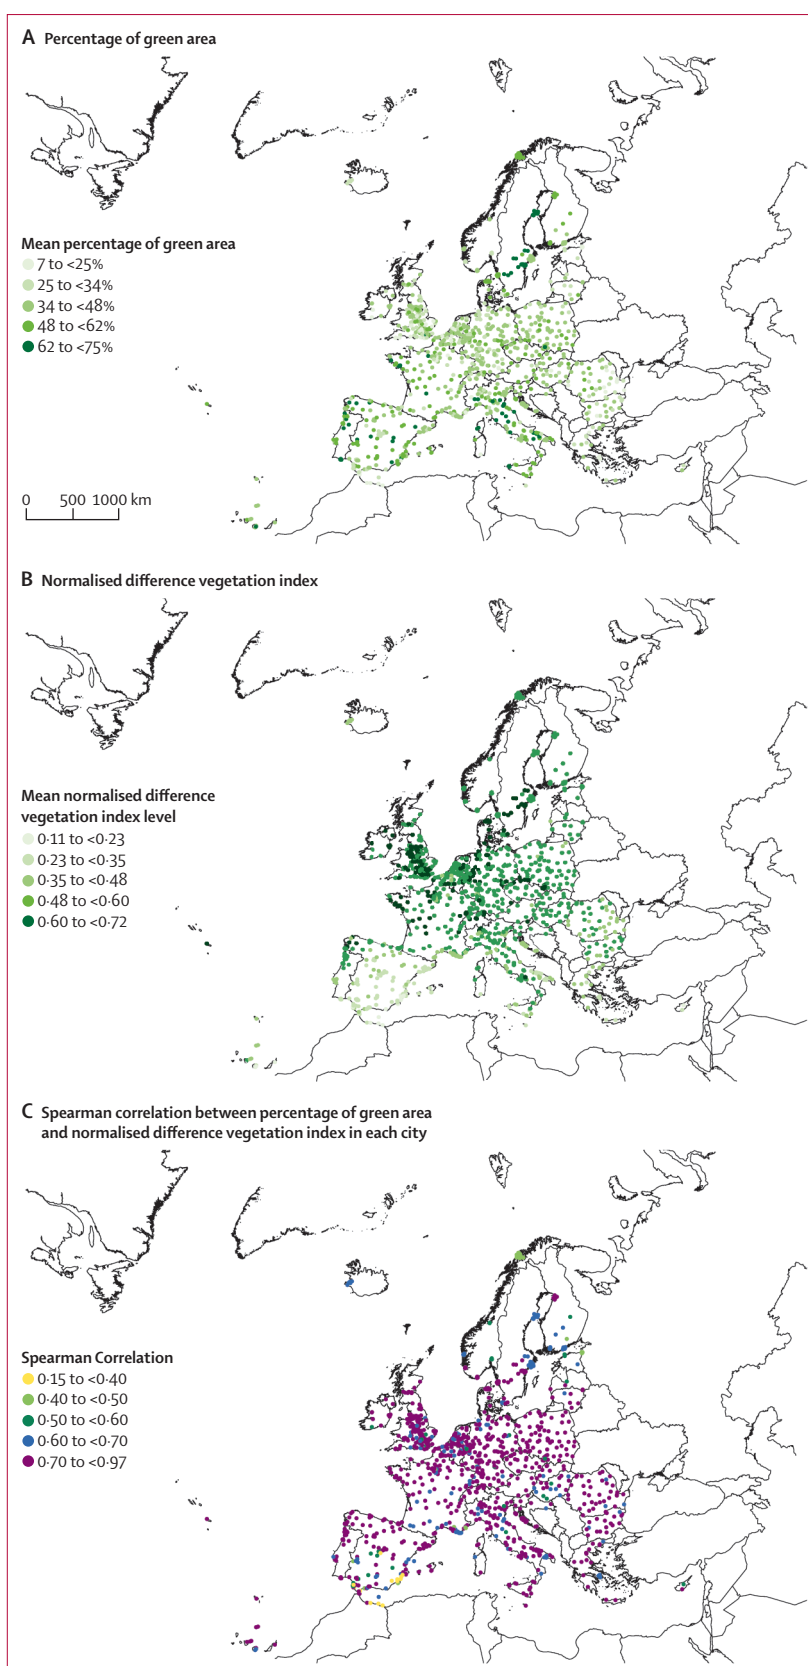 A Percentage of green area
Mean percentage of green area
7 to <25%
25 to <34%
34 to <48%
48 to <62%
62 to <75%
0 500 1000 km
B Normalised difference vegetation index
Mean normalised difference
vegetation index level
0·11 to <0·23
0·23 to <0·35
0·35 to <0·48
0·48 to <0·60
0·60 to <0·72
C Spearman correlation between percentage of green area
and normalised difference vegetation index in each city
Spearman Correlation
0·15 to <0·40
0·40 to <0·50
0·50 to <0·60
0·60 to <0·70
0·70 to <0·97